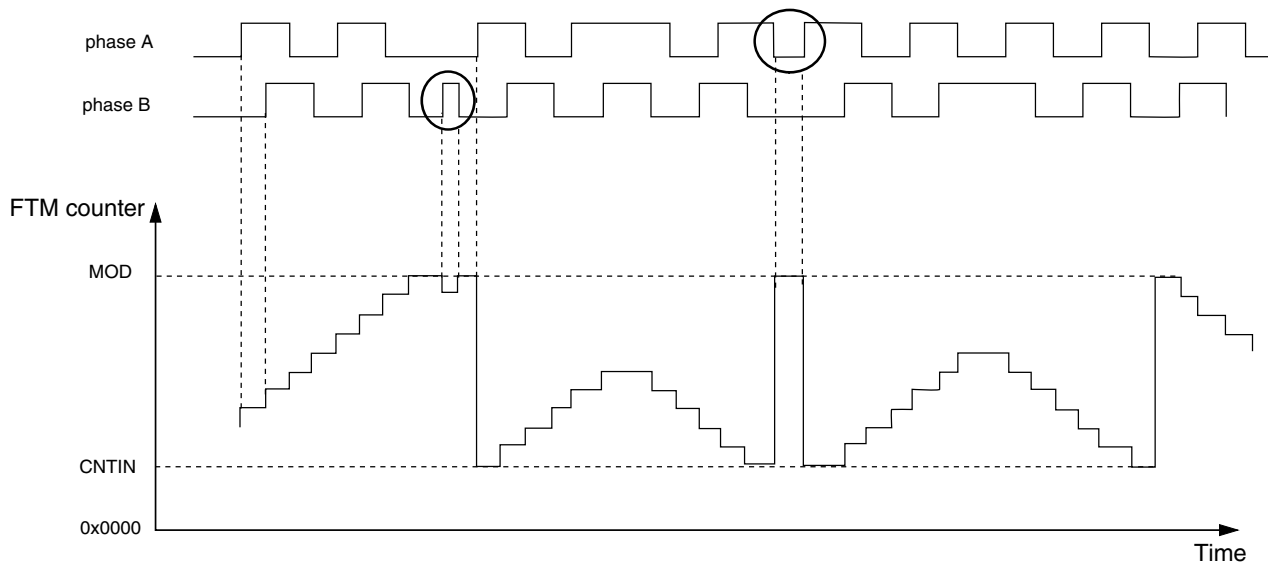 phase A
phase B
FTM counter
MOD
CNTIN
0x0000
Time